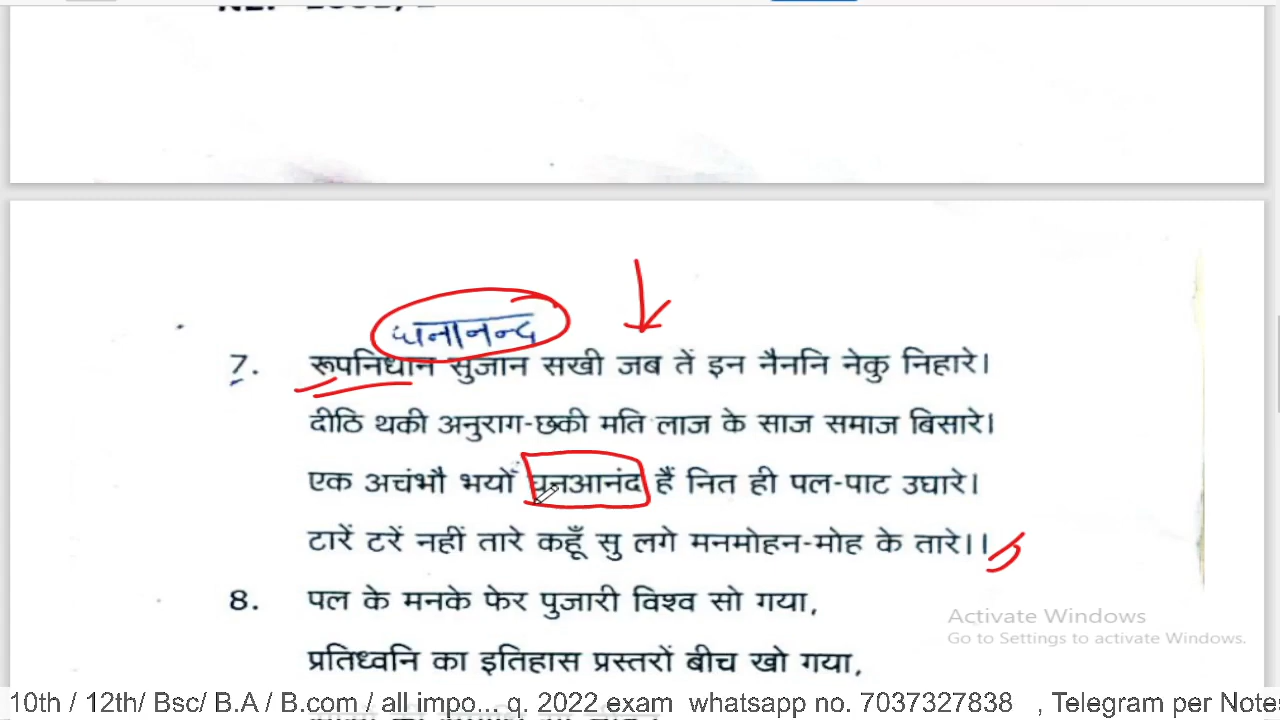 घनानन्द
7. रूपनिधान सुजान सखी जब तें इन नैननि नेकु निहारे।
दीठि थकी अनुराग-छकी मति लाज के साज समाज बिसारे।
एक अचंभौ भयौ घनआनंद हैं नित ही पल-पाट उघारे।
टारें टरें नहीं तारे कहूँ सु लगे मनमोहन-मोह के तारे।।
8. पल के मनके फेर पुजारी विश्व सो गया,
प्रतिध्वनि का इतिहास प्रस्तरों बीच खो गया,
Activate Windows
Go to Settings to activate Windows.
10th / 12th/ Bsc/ B.A / B.com / all impo... q. 2022 exam whatsapp no. 7037327838 , Telegram per Note